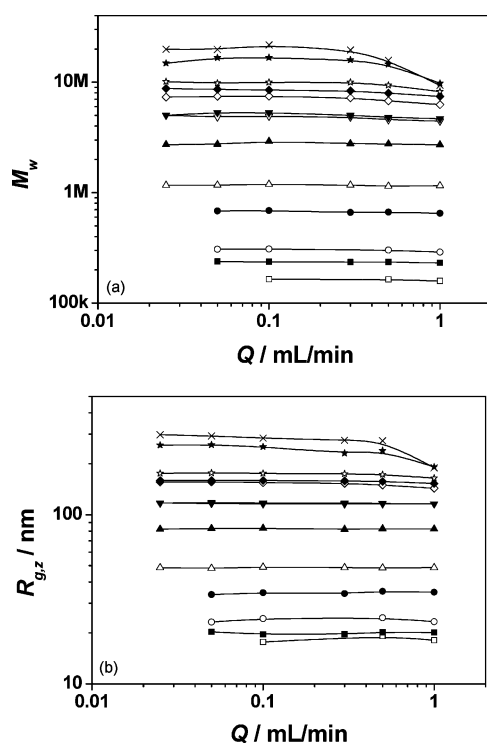 10M
1M
100k
M_w
(a)
0.01
0.1
1
Q / mL/min
100
10
R_{g,z} / nm
(b)
0.01
0.1
1
Q / mL/min